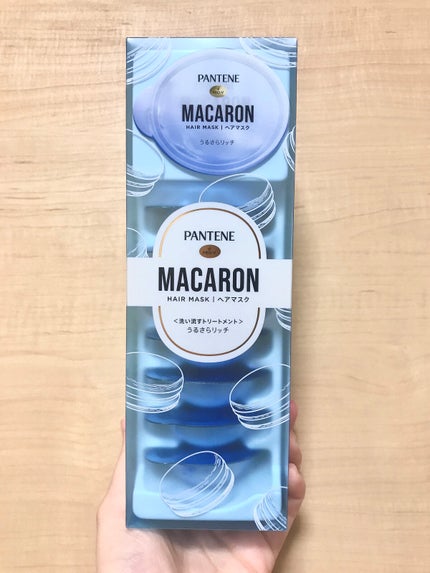 PANTENE
PRO-V
MACARON
HAIR MASK | ヘアマスク
うるさらリッチ
PANTENE
PRO-V
MACARON
HAIR MASK | ヘアマスク
<洗い流すトリートメント>
うるさらリッチ